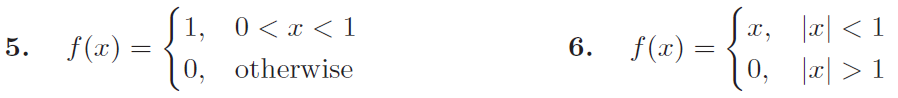 5. f(x) = { 1, 0 < x < 1
0, otherwise
6. f(x) = { x, |x| < 1
0, |x| > 1